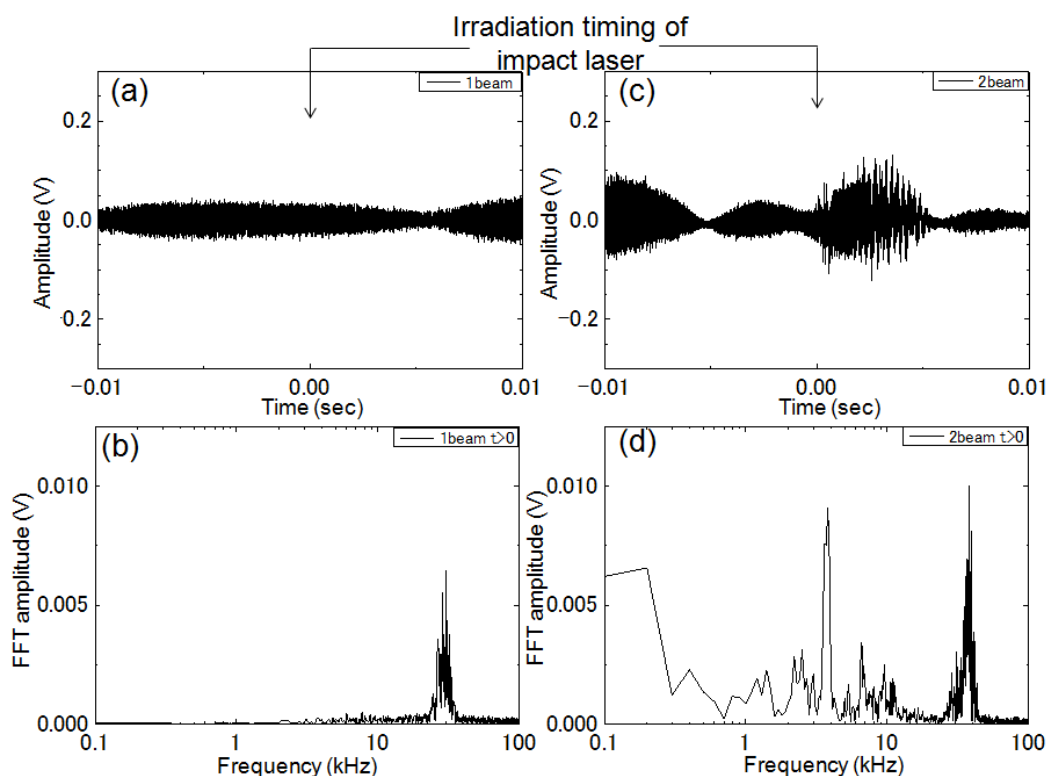 Irradiation timing of
impact laser
(a)
1beam
0.2
0.0
−0.2
Amplitude (V)
−0.01
0.00
0.01
Time (sec)
(c)
2beam
0.2
0.0
−0.2
Amplitude (V)
−0.01
0.00
0.01
Time (sec)
(b)
1beam t>0
0.010
0.005
0.000
FFT amplitude (V)
0.1
1
10
100
Frequency (kHz)
(d)
2beam t>0
0.010
0.005
0.000
FFT amplitude (V)
0.1
1
10
100
Frequency (kHz)